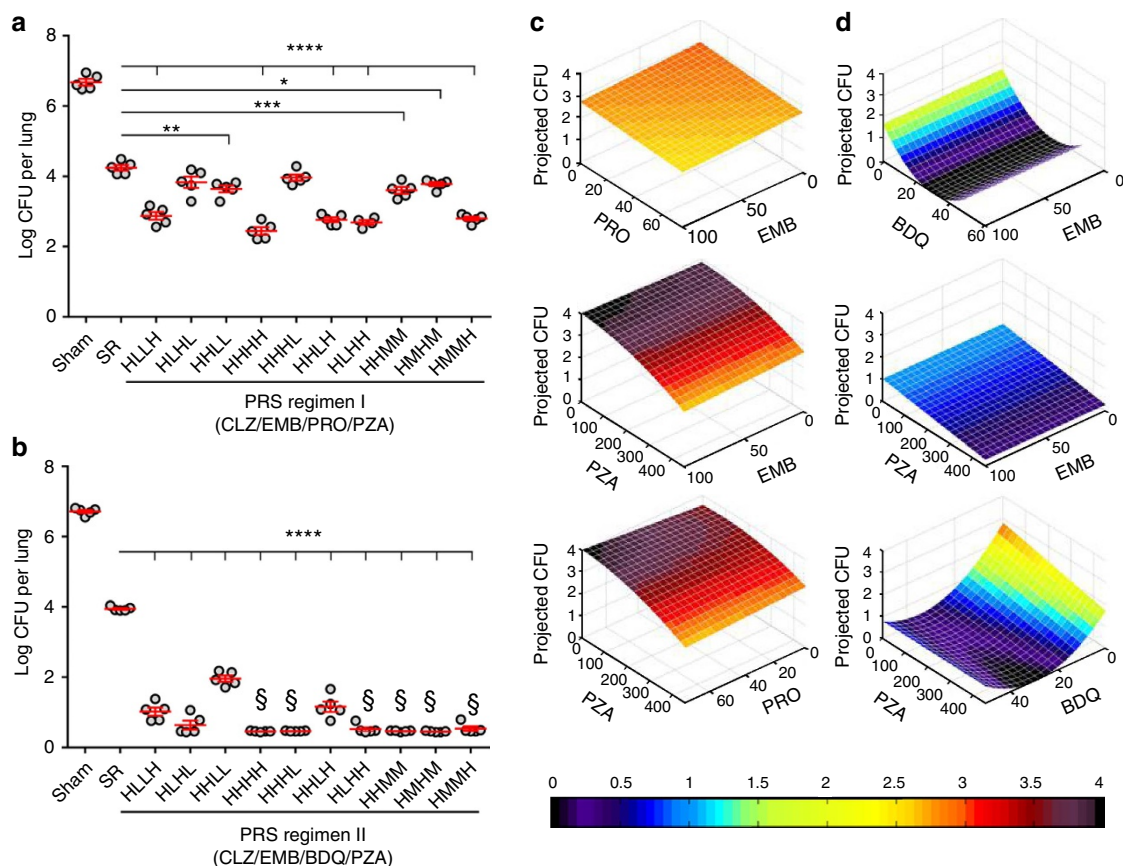 a
8
6
4
2
0
Log CFU per lung
****
*
***
**
Sham
SR
HLLH
HLHL
HHLL
HHHH
HHHL
HHLH
HLHH
HHMM
HMHM
HMMH
PRS regimen I
(CLZ/EMB/PRO/PZA)
b
8
6
4
2
0
Log CFU per lung
****
§ § § § § §
§ § § § § §
Sham
SR
HLLH
HLHL
HHLL
HHHH
HHHL
HHLH
HLHH
HHMM
HMHM
HMMH
PRS regimen II
(CLZ/EMB/BDQ/PZA)
c
Projected CFU
4
3
2
1
0
0
20
40
60
PRO
100
50
0
EMB
Projected CFU
4
3
2
1
0
0
100
200
300
400
PZA
100
50
0
EMB
Projected CFU
4
3
2
1
0
0
100
200
300
400
PZA
60
40
20
0
PRO
d
Projected CFU
4
3
2
1
0
0
20
40
60
BDQ
100
50
0
EMB
Projected CFU
4
3
2
1
0
0
100
200
300
400
PZA
100
50
0
EMB
Projected CFU
4
3
2
1
0
0
100
200
300
400
PZA
40
20
0
BDQ
0 0.5 1 1.5 2 2.5 3 3.5 4